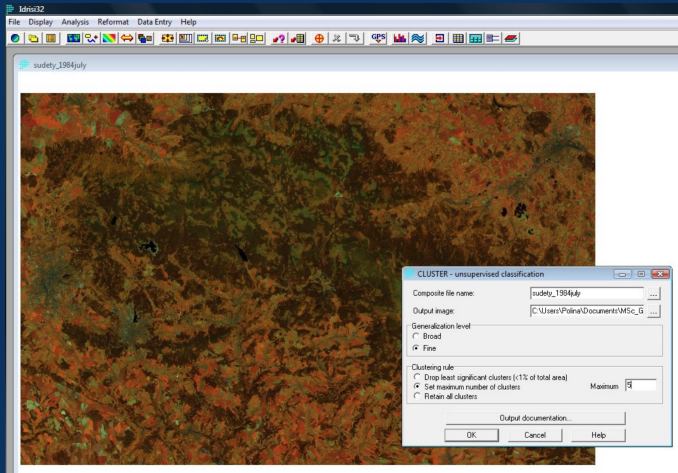 Idrisi32
File Display Analysis Reformat Data Entry Help
GPS
sudety_1984july
CLUSTER - unsupervised classification
Composite file name: sudety_1984july ...
Output image: C:\Users\Polina\Documents\MSc_G ...
Generalization level
Broad
Fine
Clustering rule
Drop least significant clusters (<1% of total area)
Set maximum number of clusters Maximum 5
Retain all clusters
Output documentation...
OK Cancel Help